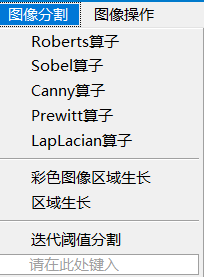 图像分割 图像操作
Roberts算子
Sobel算子
Canny算子
Prewitt算子
LapLacian算子
彩色图像区域生长
区域生长
迭代阈值分割
请在此处键入